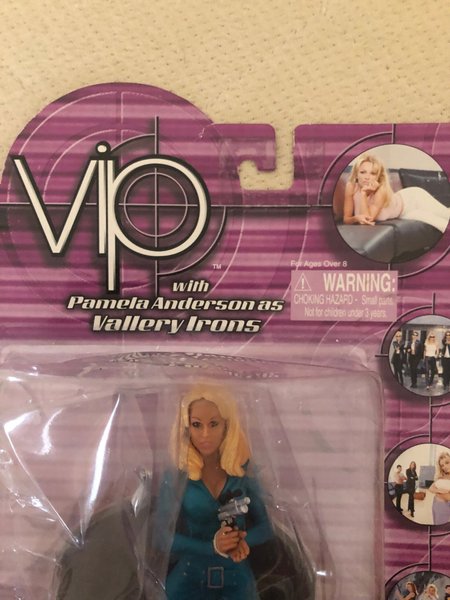 VIP
TM
with
Pamela Anderson as
Vallery Irons
For Ages Over 8
WARNING:
CHOKING HAZARD - Small parts.
Not for children under 3 years.